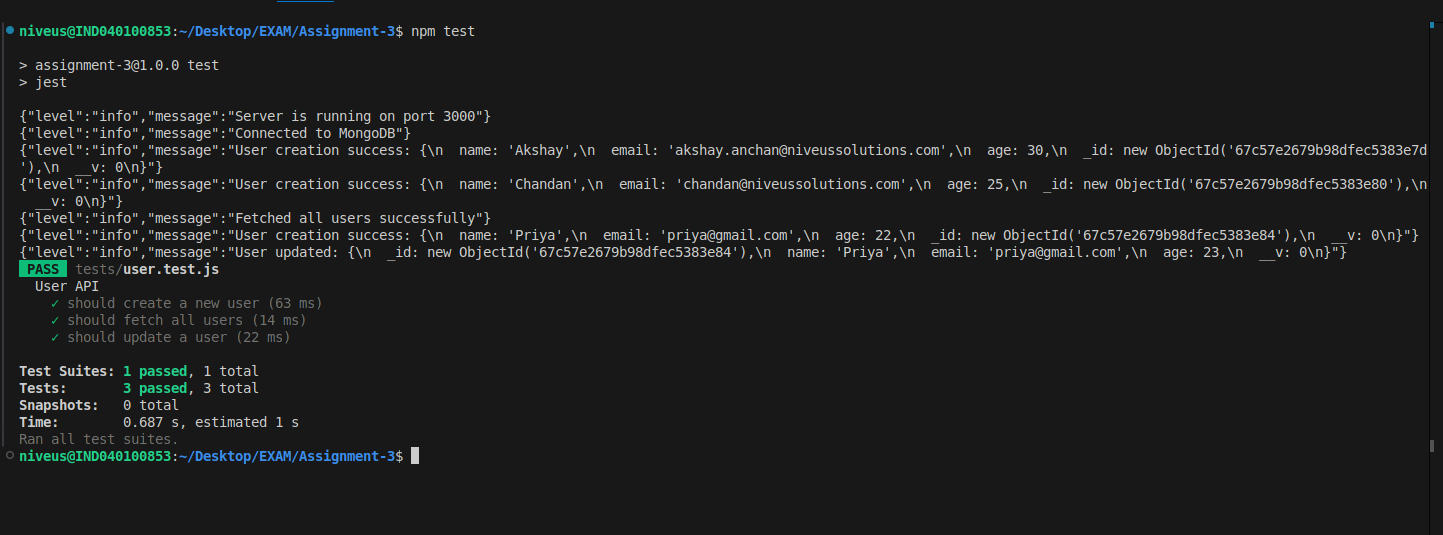 niveus@IND040100853:~/Desktop/EXAM/Assignment-3$ npm test
> assignment-3@1.0.0 test
> jest
{"level":"info","message":"Server is running on port 3000"}
{"level":"info","message":"Connected to MongoDB"}
{"level":"info","message":"User creation success: {\n  name: 'Akshay',\n  email: 'akshay.anchan@niveussolutions.com',\n  age: 30,\n  _id: new ObjectId('67c57e2679b98dfec5383e7d
'),\n  __v: 0\n}"}
{"level":"info","message":"User creation success: {\n  name: 'Chandan',\n  email: 'chandan@niveussolutions.com',\n  age: 25,\n  _id: new ObjectId('67c57e2679b98dfec5383e80'),\n
  __v: 0\n}"}
{"level":"info","message":"Fetched all users successfully"}
{"level":"info","message":"User creation success: {\n  name: 'Priya',\n  email: 'priya@gmail.com',\n  age: 22,\n  _id: new ObjectId('67c57e2679b98dfec5383e84'),\n  __v: 0\n}"}
{"level":"info","message":"User updated: {\n  _id: new ObjectId('67c57e2679b98dfec5383e84'),\n  name: 'Priya',\n  email: 'priya@gmail.com',\n  age: 23,\n  __v: 0\n}"}
PASS tests/user.test.js
User API
✓ should create a new user (63 ms)
✓ should fetch all users (14 ms)
✓ should update a user (22 ms)
Test Suites: 1 passed, 1 total
Tests:       3 passed, 3 total
Snapshots:   0 total
Time:        0.687 s, estimated 1 s
Ran all test suites.
niveus@IND040100853:~/Desktop/EXAM/Assignment-3$